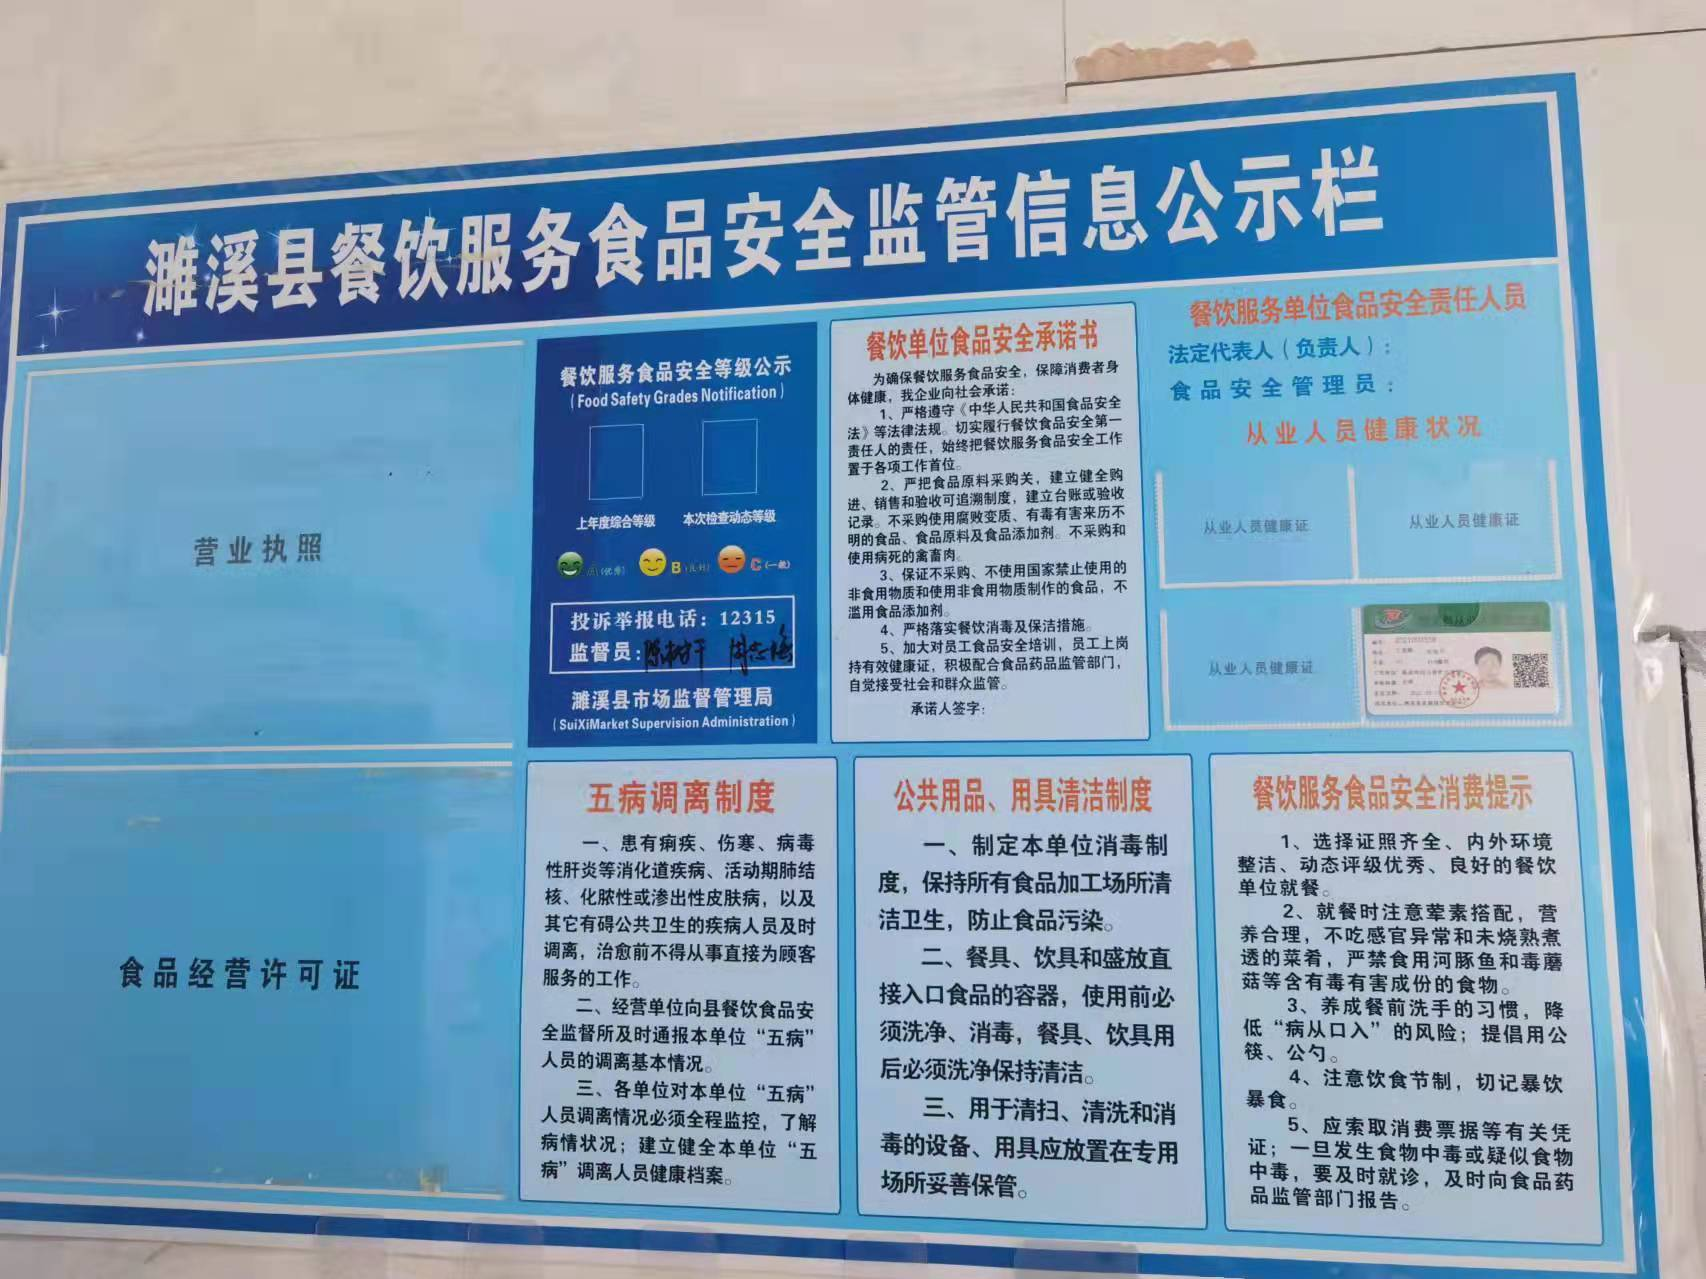 濉溪县餐饮服务食品安全监管信息公示栏
营业执照
食品经营许可证
餐饮服务食品安全等级公示
(Food Safety Grades Notification)
上年度综合等级
本次检查动态等级
A(优秀)
B(良好)
C(一般)
投诉举报电话：12315
监督员：
濉溪县市场监督管理局
(SuiXiMarket Supervision Administration)
餐饮单位食品安全承诺书
为确保餐饮服务食品安全，保障消费者身
体健康，我企业向社会承诺：
1、严格遵守《中华人民共和国食品安全
法》等法律法规。切实履行餐饮食品安全第一
责任人的责任，始终把餐饮服务食品安全工作
置于各项工作首位。
2、严把食品原料采购关，建立健全购
进、销售和验收可追溯制度，建立台账或验收
记录。不采购使用腐败变质、有毒有害来历不
明的食品、食品原料及食品添加剂。不采购和
使用病死的禽畜肉。
3、保证不采购、不使用国家禁止使用的
非食用物质和使用非食用物质制作的食品，不
滥用食品添加剂。
4、严格落实餐饮消毒及保洁措施。
5、加大对员工食品安全培训，员工上岗
持有效健康证，积极配合食品药品监管部门，
自觉接受社会和群众监管。
承诺人签字：
餐饮服务单位食品安全责任人员
法定代表人（负责人）：
食品安全管理员：
从业人员健康状况
从业人员健康证
从业人员健康证
从业人员健康证
五病调离制度
一、患有痢疾、伤寒、病毒
性肝炎等消化道疾病、活动期肺结
核、化脓性或渗出性皮肤病，以及
其它有碍公共卫生的疾病人员及时
调离，治愈前不得从事直接为顾客
服务的工作。
二、经营单位向县餐饮食品安
全监督所及时通报本单位“五病”
人员的调离基本情况。
三、各单位对本单位“五病”
人员调离情况必须全程监控，了解
病情状况；建立健全本单位“五
病”调离人员健康档案。
公共用品、用具清洁制度
一、制定本单位消毒制
度，保持所有食品加工场所清
洁卫生，防止食品污染。
二、餐具、饮具和盛放直
接入口食品的容器，使用前必
须洗净、消毒，餐具、饮具用
后必须洗净保持清洁。
三、用于清扫、清洗和消
毒的设备、用具应放置在专用
场所妥善保管。
餐饮服务食品安全消费提示
1、选择证照齐全、内外环境
整洁、动态评级优秀、良好的餐饮
单位就餐。
2、就餐时注意荤素搭配，营
养合理，不吃感官异常和未烧熟煮
透的菜肴，严禁食用河豚鱼和毒蘑
菇等含有毒有害成份的食物。
3、养成餐前洗手的习惯，降
低“病从口入”的风险；提倡用公
筷、公勺。
4、注意饮食节制，切记暴饮
暴食。
5、应索取消费票据等有关凭
证；一旦发生食物中毒或疑似食物
中毒，要及时就诊，及时向食品药
品监管部门报告。